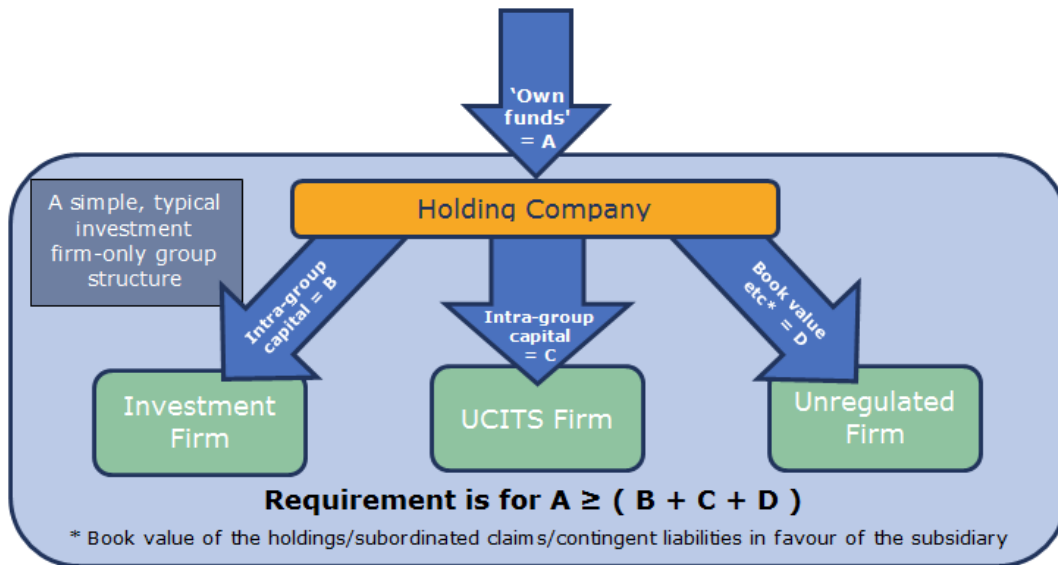 'Own
funds'
= A
A simple, typical
investment
firm-only group
structure
Holding Company
Intra-group
capital = B
Intra-group
capital
= C
Book value
etc* = D
Investment
Firm
UCITS Firm
Unregulated
Firm
Requirement is for A ≥ ( B + C + D )
* Book value of the holdings/subordinated claims/contingent liabilities in favour of the subsidiary